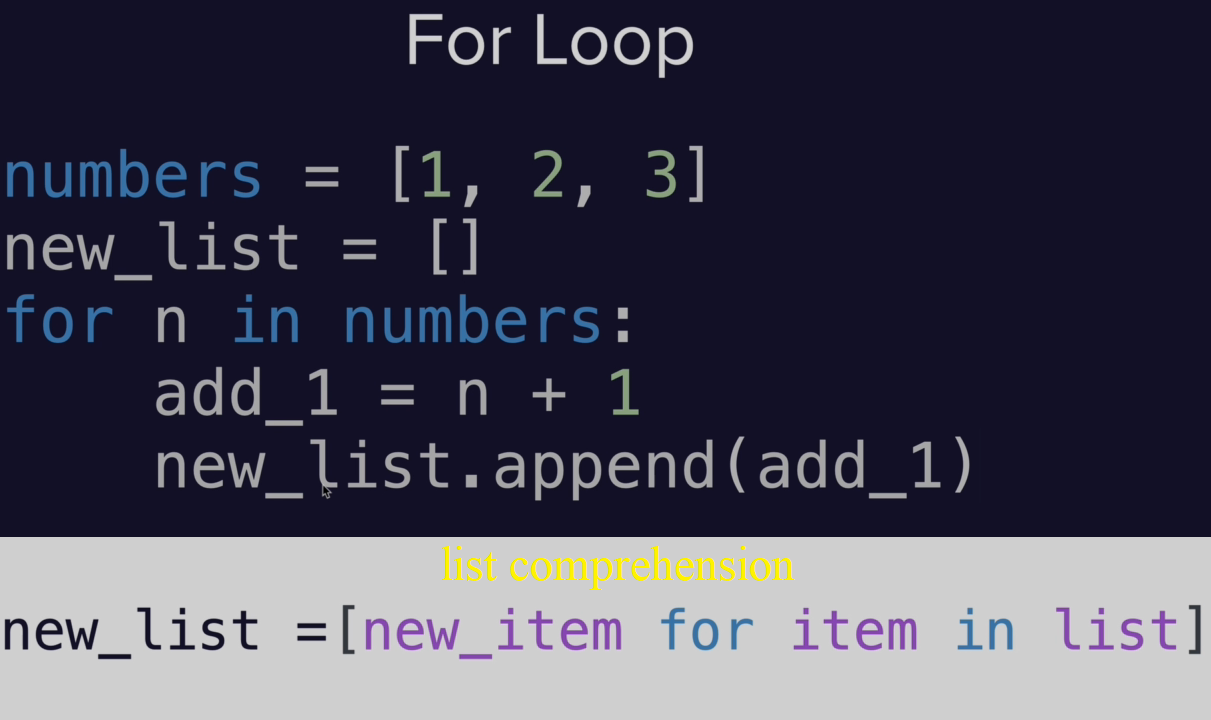 For Loop
numbers = [1, 2, 3]
new_list = []
for n in numbers:
    add_1 = n + 1
    new_list.append(add_1)
list comprehension
new_list =[new_item for item in list]